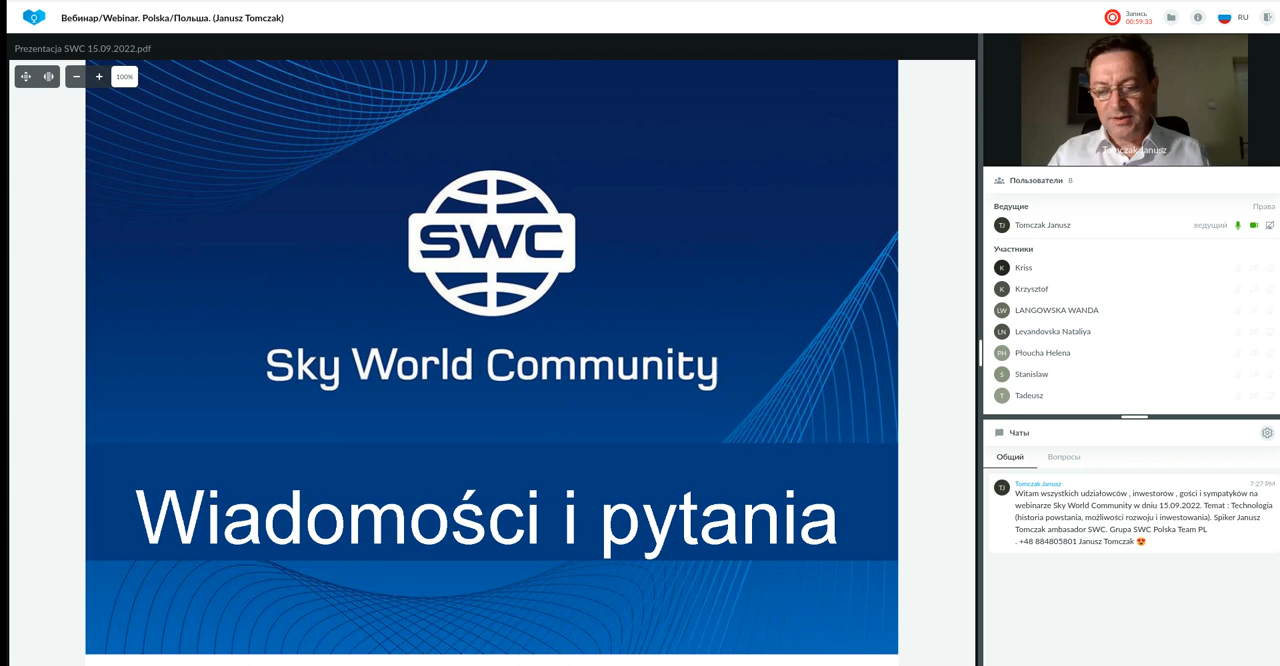 Вебинар/Webinar. Polska/Польша. (Janusz Tomczak)
Запись
00:59:33
RU
Prezentacja SWC 15.09.2022.pdf
100%
SWC
Sky World Community
Wiadomości i pytania
Tomczak Janusz
Пользователи 8
Ведущие Права
TJ Tomczak Janusz ведущий
Участники
K Kriss
K Krzysztof
LW LANGOWSKA WANDA
LN Levandovska Nataliya
PH Płoucha Helena
S Stanislaw
T Tadeusz
Чаты
Общий Вопросы
TJ Tomczak Janusz 7:27 PM
Witam wszystkich udziałowców , inwestorów , gości i sympatyków na
webinarze Sky World Community w dniu 15.09.2022. Temat : Technologia
(historia powstania, możliwości rozwoju i inwestowania). Spiker Janusz
Tomczak ambasador SWC. Grupa SWC Polska Team PL
. +48 884805801 Janusz Tomczak 😍